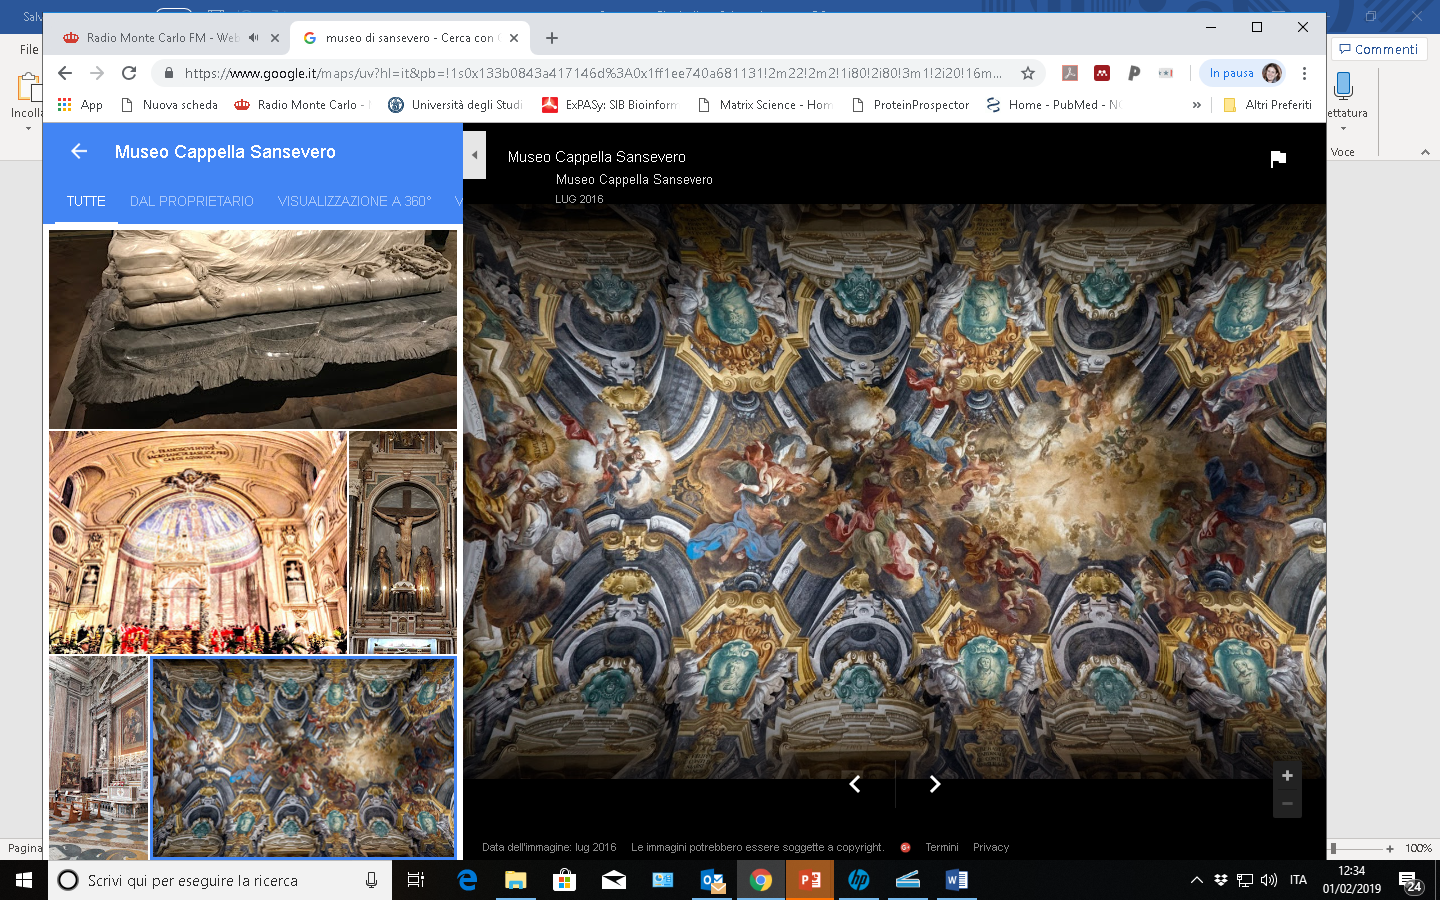 Salv
File
Commenti
Incolla
ettatura
Voce
Radio Monte Carlo FM - Web
museo di sansevero - Cerca con
https://www.google.it/maps/uv?hl=it&pb=!1s0x133b0843a417146d%3A0x1ff1ee740a681131!2m22!2m2!1i80!2i80!3m1!2i20!16m...
In pausa
App
Nuova scheda
Radio Monte Carlo -
Università degli Studi
ExPASy: SIB Bioinform
Matrix Science - Hom
ProteinProspector
Home - PubMed - NC
»
Altri Preferiti
Museo Cappella Sansevero
TUTTE
DAL PROPRIETARIO
VISUALIZZAZIONE A 360°
V
Museo Cappella Sansevero
Museo Cappella Sansevero
LUG 2016
Data dell'immagine: lug 2016
Le immagini potrebbero essere soggette a copyright.
Termini
Privacy
Pagina
100%
Scrivi qui per eseguire la ricerca
ITA
12:34
01/02/2019
24